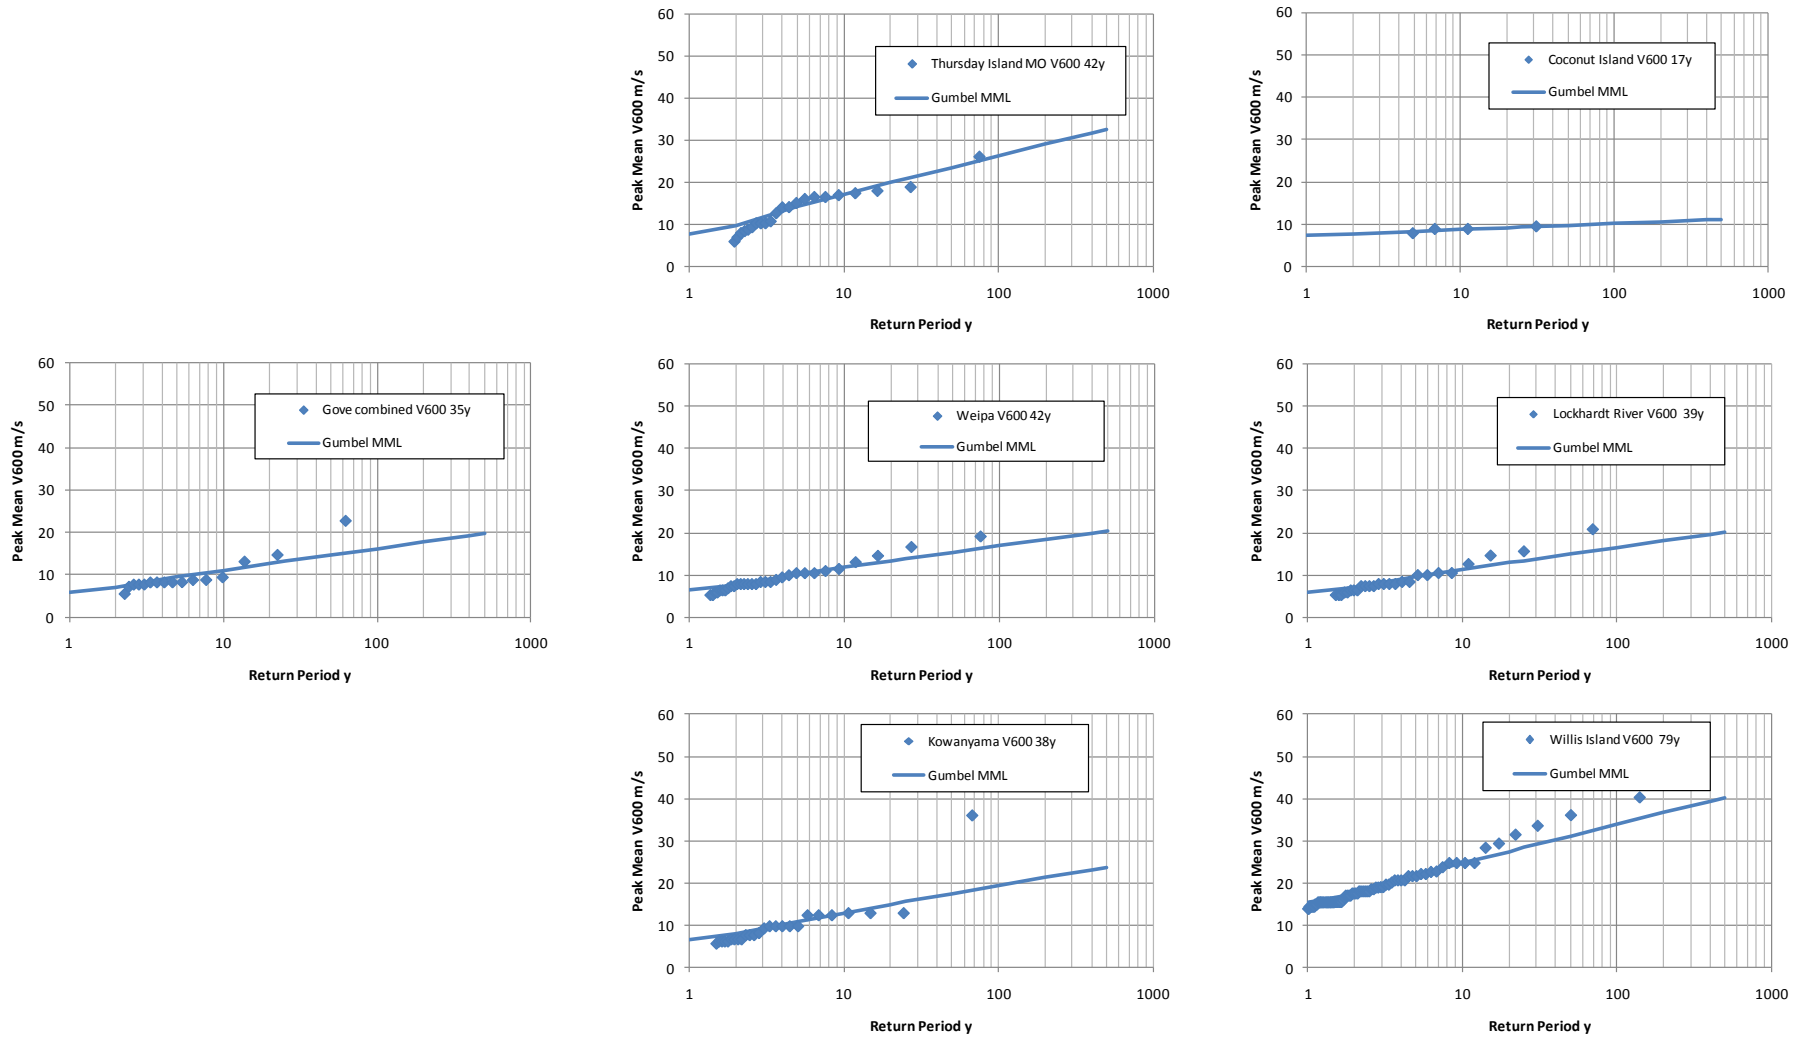 60
50
40
30
20
10
0
Peak Mean V600 m/s
Thursday Island MO V600 42y
Gumbel MML
1
10
100
1000
Return Period y
60
50
40
30
20
10
0
Peak Mean V600 m/s
Coconut Island V600 17y
Gumbel MML
1
10
100
1000
Return Period y
60
50
40
30
20
10
0
Peak Mean V600 m/s
Gove combined V600 35y
Gumbel MML
1
10
100
1000
Return Period y
60
50
40
30
20
10
0
Peak Mean V600 m/s
Weipa V600 42y
Gumbel MML
1
10
100
1000
Return Period y
60
50
40
30
20
10
0
Peak Mean V600 m/s
Lockhardt River V600 39y
Gumbel MML
1
10
100
1000
Return Period y
60
50
40
30
20
10
0
Peak Mean V600 m/s
Kowanyama V600 38y
Gumbel MML
1
10
100
1000
Return Period y
60
50
40
30
20
10
0
Peak Mean V600 m/s
Willis Island V600 79y
Gumbel MML
1
10
100
1000
Return Period y